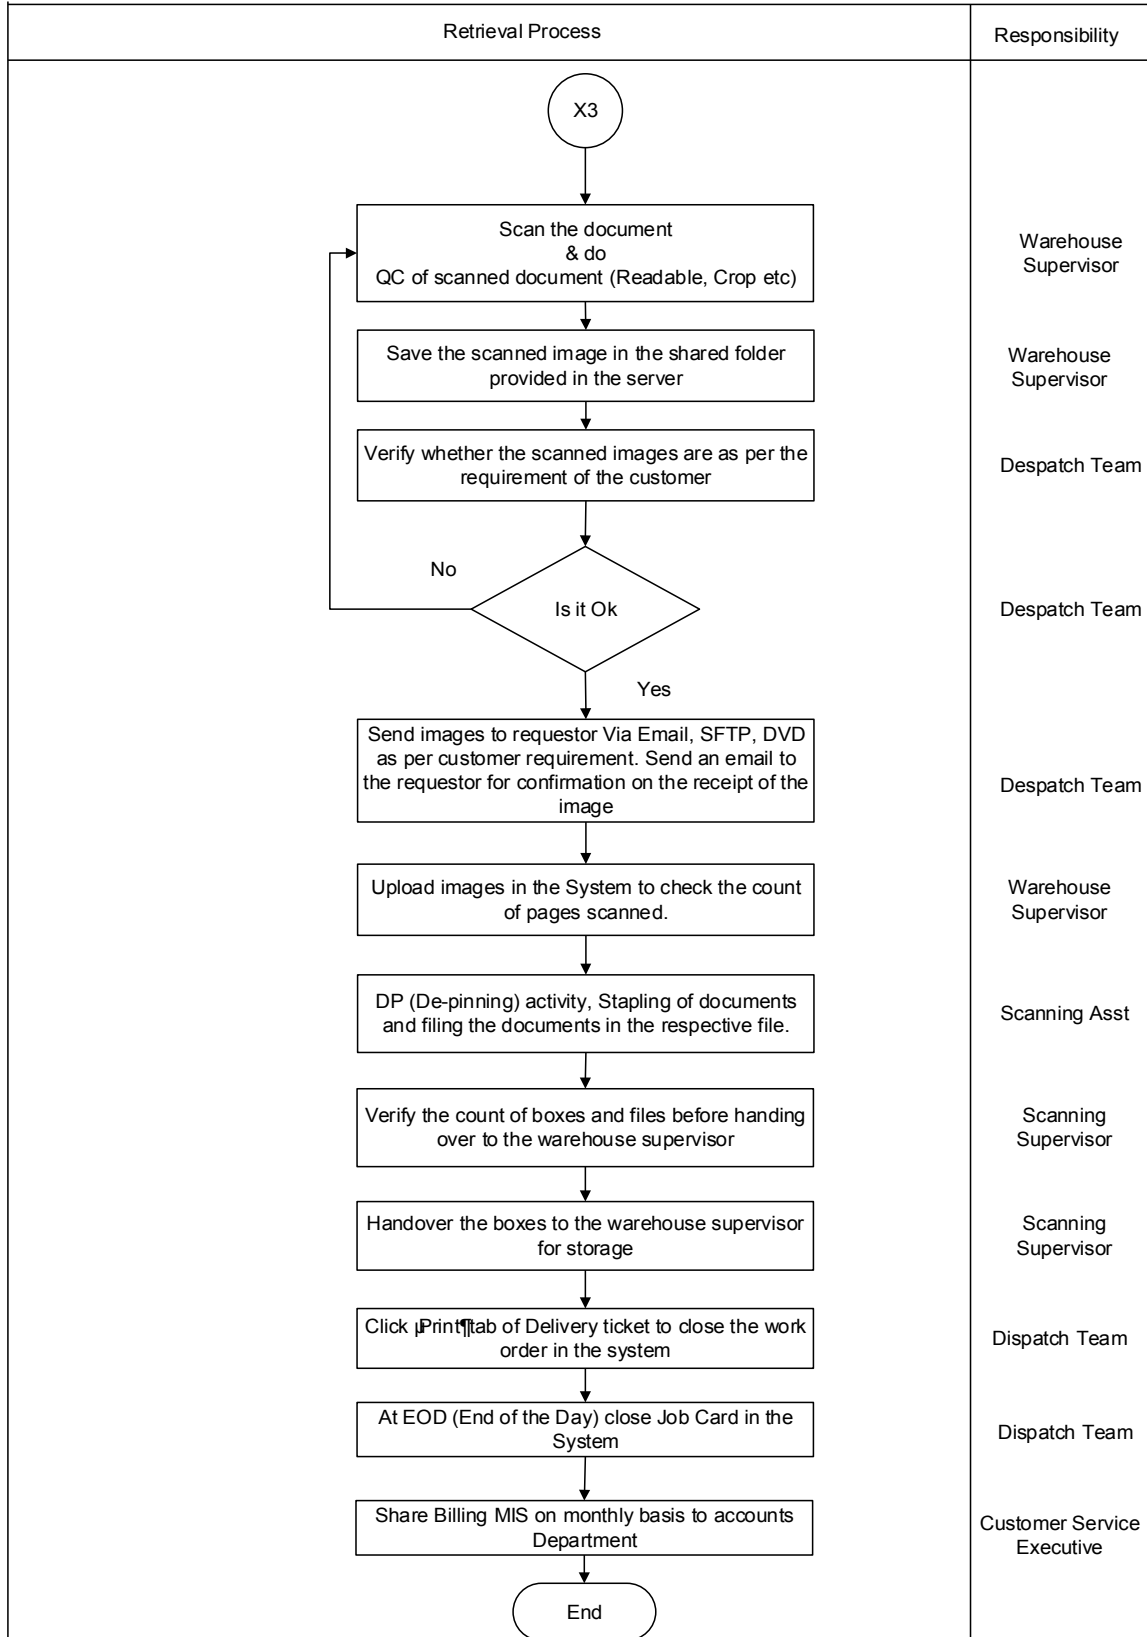 Retrieval Process
Responsibility
X3
Scan the document
& do
QC of scanned document (Readable, Crop etc)
Warehouse
Supervisor
Save the scanned image in the shared folder
provided in the server
Warehouse
Supervisor
Verify whether the scanned images are as per the
requirement of the customer
Despatch Team
No
Is it Ok
Despatch Team
Yes
Send images to requestor Via Email, SFTP, DVD
as per customer requirement. Send an email to
the requestor for confirmation on the receipt of the
image
Despatch Team
Upload images in the System to check the count
of pages scanned.
Warehouse
Supervisor
DP (De-pinning) activity, Stapling of documents
and filing the documents in the respective file.
Scanning Asst
Verify the count of boxes and files before handing
over to the warehouse supervisor
Scanning
Supervisor
Handover the boxes to the warehouse supervisor
for storage
Scanning
Supervisor
Click µPrint¶ tab of Delivery ticket to close the work
order in the system
Dispatch Team
At EOD (End of the Day) close Job Card in the
System
Dispatch Team
Share Billing MIS on monthly basis to accounts
Department
Customer Service
Executive
End